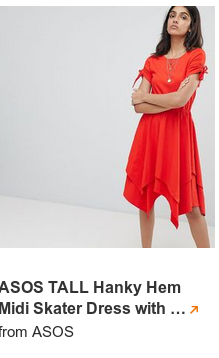 ASOS TALL Hanky Hem
Midi Skater Dress with ...
from ASOS